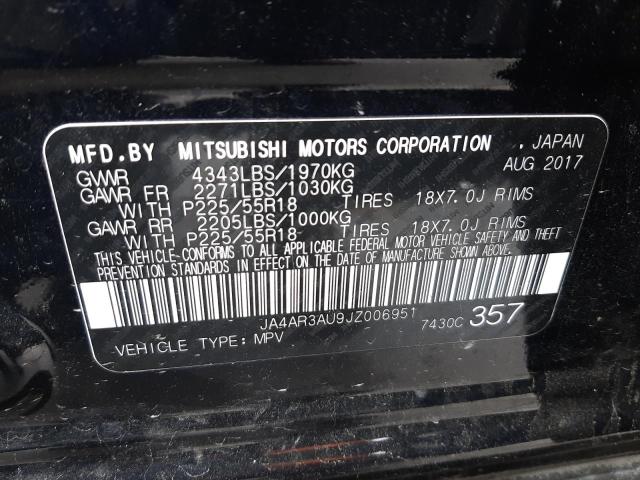 MFD.BY MITSUBISHI MOTORS CORPORATION , JAPAN
GVWR 4343LBS/1970KG AUG 2017
GAWR FR 2271LBS/1030KG
WITH P225/55R18 TIRES 18X7.0J RIMS
GAWR RR 2205LBS/1000KG
WITH P225/55R18 TIRES 18X7.0J RIMS
THIS VEHICLE CONFORMS TO ALL APPLICABLE FEDERAL MOTOR VEHICLE SAFETY AND THEFT
PREVENTION STANDARDS IN EFFECT ON THE DATE OF MANUFACTURE SHOWN ABOVE.
JA4AR3AU9JZ006951 7430C 357
VEHICLE TYPE: MPV